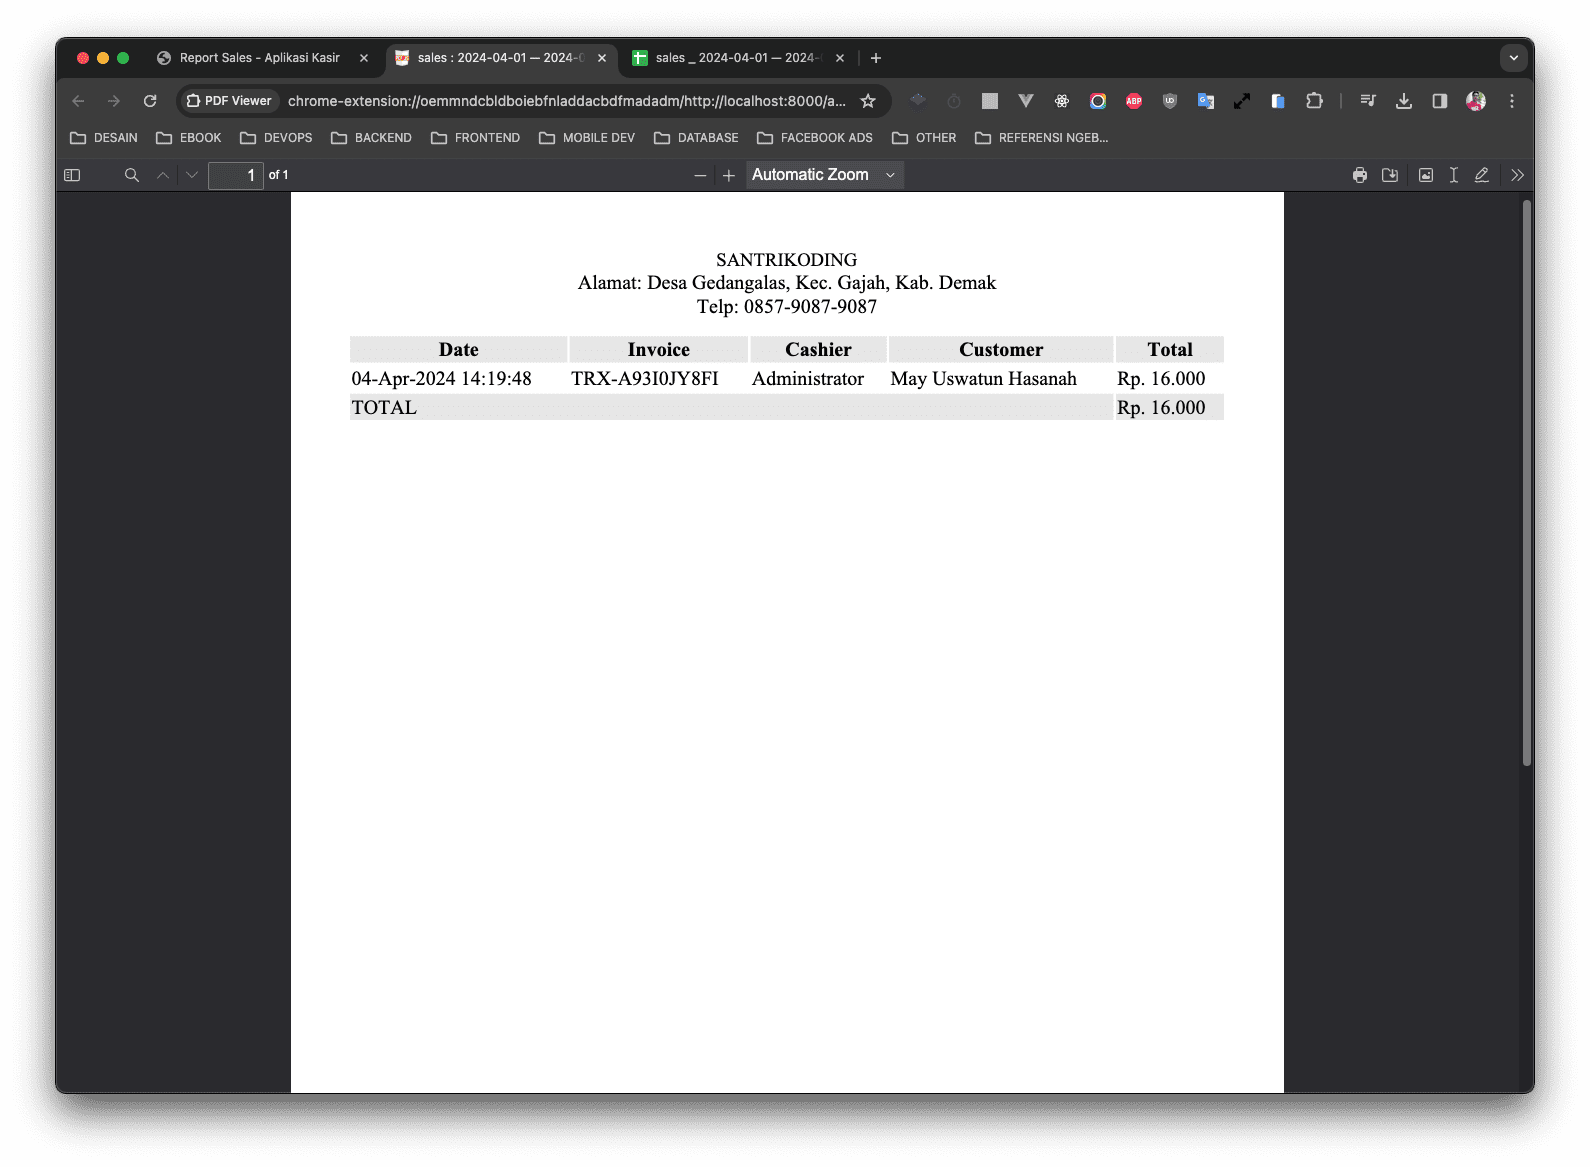 Report Sales - Aplikasi Kasir
sales : 2024-04-01 — 2024-0
sales _ 2024-04-01 — 2024-
PDF Viewer chrome-extension://oemmndcbldboiebfnladdacbdfmadadm/http://localhost:8000/a...
ABP
DESAIN EBOOK DEVOPS BACKEND FRONTEND MOBILE DEV DATABASE FACEBOOK ADS OTHER REFERENSI NGEB...
1 of 1 Automatic Zoom
SANTRIKODING
Alamat: Desa Gedangalas, Kec. Gajah, Kab. Demak
Telp: 0857-9087-9087
Date Invoice Cashier Customer Total
04-Apr-2024 14:19:48 TRX-A93I0JY8FI Administrator May Uswatun Hasanah Rp. 16.000
TOTAL Rp. 16.000